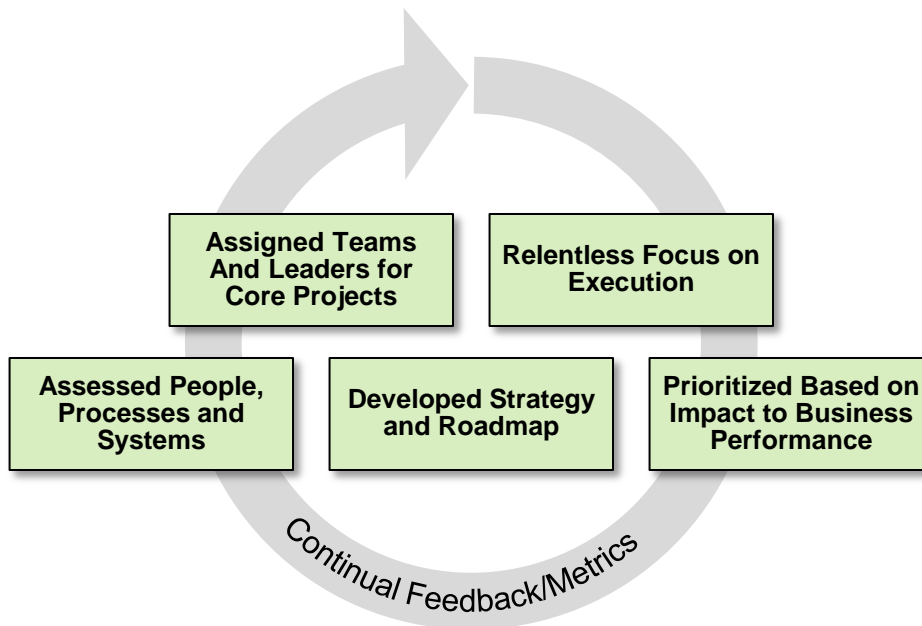 Assigned Teams
And Leaders for
Core Projects
Relentless Focus on
Execution
Assessed People,
Processes and
Systems
Developed Strategy
and Roadmap
Prioritized Based on
Impact to Business
Performance
Continual Feedback/Metrics